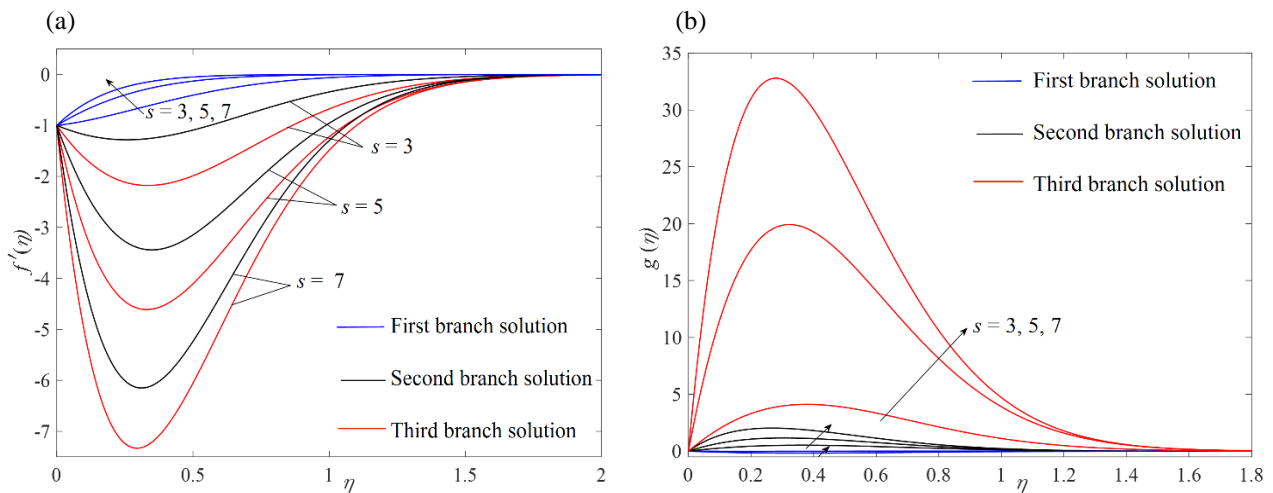 (a)
0
-1
-2
-3
-4
-5
-6
-7
f '(η)
s = 3, 5, 7
s = 3
s = 5
s = 7
First branch solution
Second branch solution
Third branch solution
0
0.5
1
1.5
2
η
(b)
35
30
25
20
15
10
5
0
g (η)
First branch solution
Second branch solution
Third branch solution
s = 3, 5, 7
0
0.2
0.4
0.6
0.8
1
1.2
1.4
1.6
1.8
η